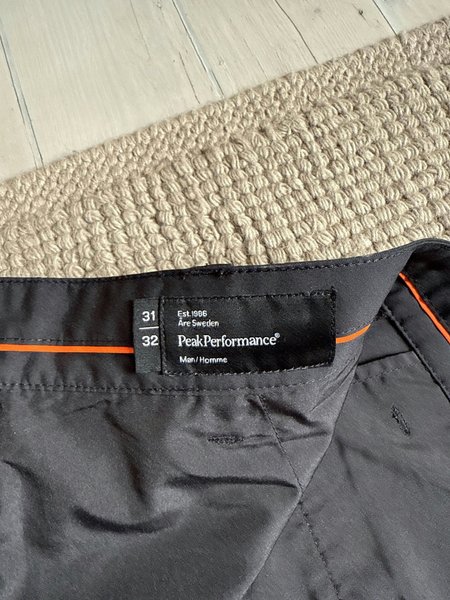 31
32
Est.1986
Åre Sweden
PeakPerformance®
Man/Homme